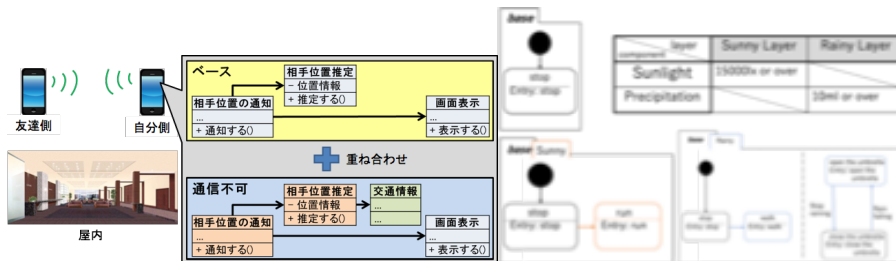 友達側
自分側
屋内
ベース
相手位置推定
− 位置情報
+ 推定する()
相手位置の通知
...
+ 通知する()
画面表示
...
+ 表示する()
重ね合わせ
通信不可
相手位置推定
− 位置情報
+ 推定する()
交通情報
...
...
相手位置の通知
...
+ 通知する()
画面表示
...
+ 表示する()
base
stop
Entry: stop
layer
component
Sunny Layer
Rainy Layer
Sunlight
15000lx or over
Precipitation
10ml or over
base
Sunny
stop
Entry: stop
run
Entry: run
base
Rainy
stop
Entry: stop
walk
Entry: walk